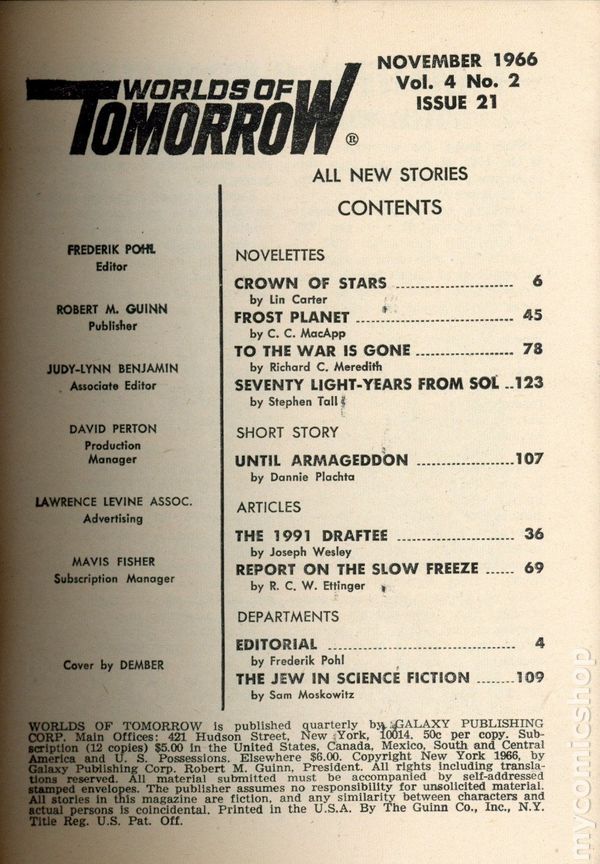 WORLDS OF
TOMORROW®
NOVEMBER 1966
Vol. 4 No. 2
ISSUE 21
ALL NEW STORIES
CONTENTS
FREDERIK POHL
Editor
ROBERT M. GUINN
Publisher
JUDY-LYNN BENJAMIN
Associate Editor
DAVID PERTON
Production
Manager
LAWRENCE LEVINE ASSOC.
Advertising
MAVIS FISHER
Subscription Manager
Cover by DEMBER
NOVELETTES
CROWN OF STARS ........................ 6
by Lin Carter
FROST PLANET ................................ 45
by C. C. MacApp
TO THE WAR IS GONE .................... 78
by Richard C. Meredith
SEVENTY LIGHT-YEARS FROM SOL ..123
by Stephen Tall
SHORT STORY
UNTIL ARMAGEDDON ....................107
by Dannie Plachta
ARTICLES
THE 1991 DRAFTEE ........................ 36
by Joseph Wesley
REPORT ON THE SLOW FREEZE ...... 69
by R. C. W. Ettinger
DEPARTMENTS
EDITORIAL ...................................... 4
by Frederik Pohl
THE JEW IN SCIENCE FICTION .......109
by Sam Moskowitz
WORLDS OF TOMORROW is published quarterly by GALAXY PUBLISHING
CORP. Main Offices: 421 Hudson Street, New York, 10014. 50c per copy. Sub-
scription (12 copies) $5.00 in the United States, Canada, Mexico, South and Central
America and U. S. Possessions. Elsewhere $6.00. Copyright New York 1966, by
Galaxy Publishing Corp. Robert M. Guinn, President. All rights including transla-
tions reserved. All material submitted must be accompanied by self-addressed
stamped envelopes. The publisher assumes no responsibility for unsolicited material.
All stories in this magazine are fiction, and any similarity between characters and
actual persons is coincidental. Printed in the U.S.A. By The Guinn Co., Inc., N.Y.
Title Reg. U.S. Pat. Off.
mycomicshop